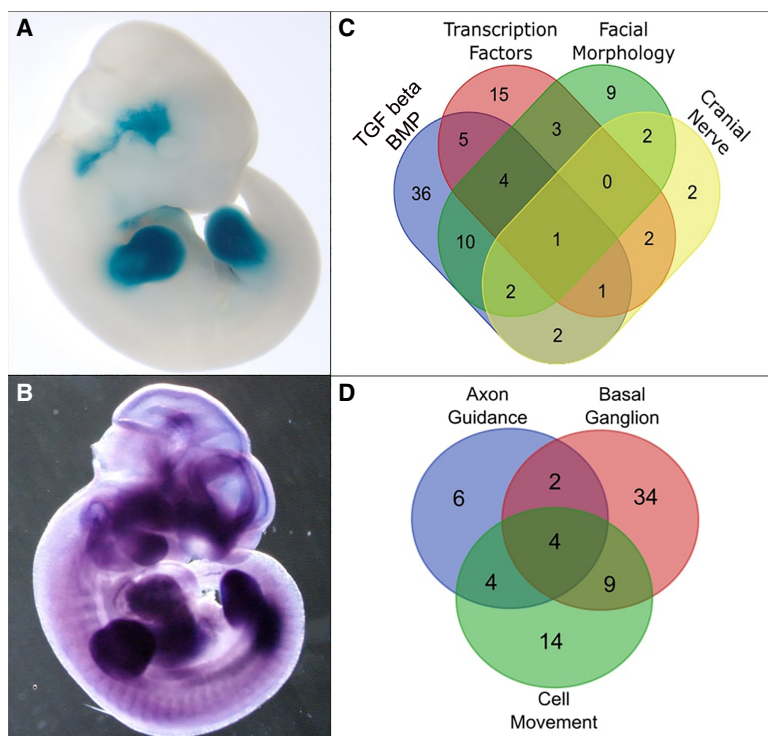 A
B
C
Transcription
Factors
Facial
Morphology
TGF beta
BMP
Cranial
Nerve
15
9
5
3
2
36
4
0
2
10
1
2
2
1
2
D
Axon
Guidance
Basal
Ganglion
6
2
34
4
4
9
14
Cell
Movement